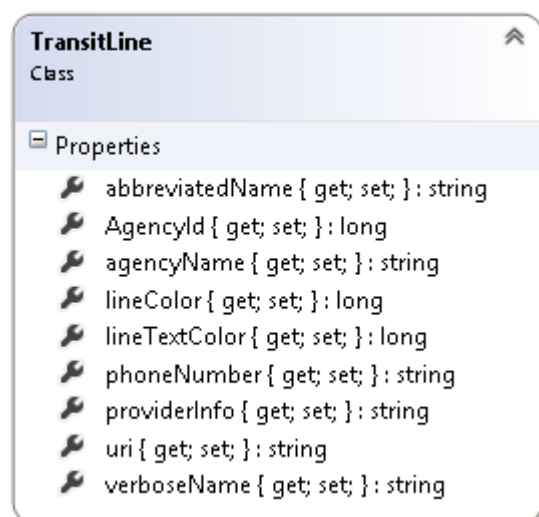 TransitLine
Class
Properties
abbreviatedName { get; set; } : string
AgencyId { get; set; } : long
agencyName { get; set; } : string
lineColor { get; set; } : long
lineTextColor { get; set; } : long
phoneNumber { get; set; } : string
providerInfo { get; set; } : string
uri { get; set; } : string
verboseName { get; set; } : string